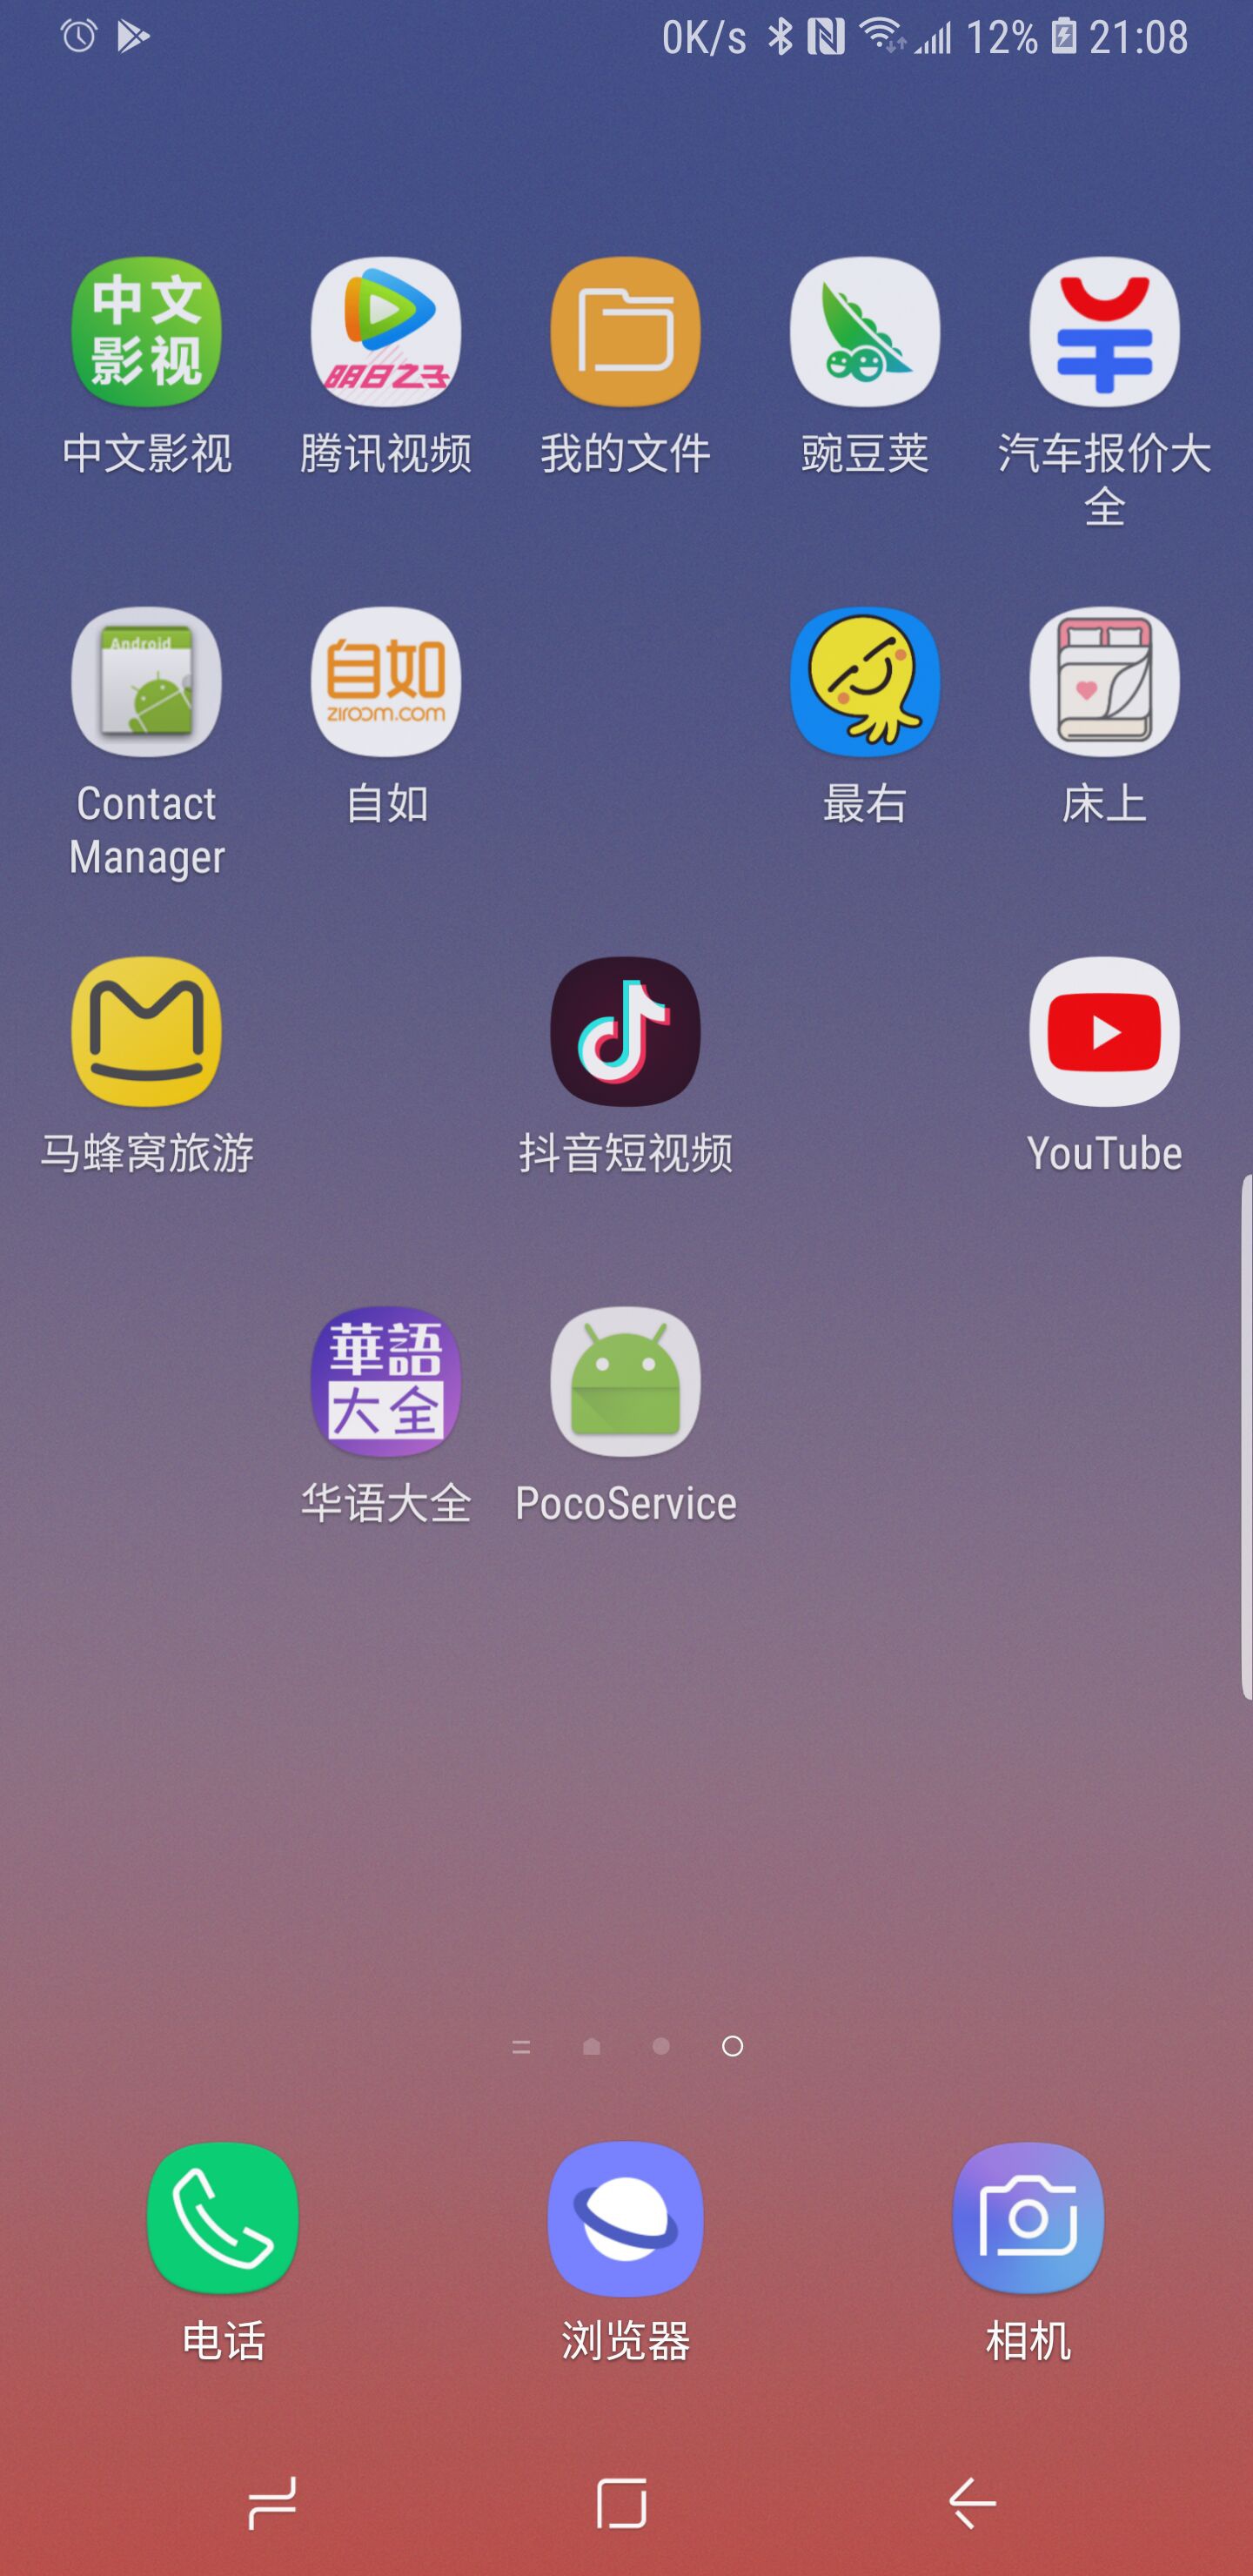 0K/s 12% 21:08
中文
影视
明日之子
中文影视 腾讯视频 我的文件 豌豆荚 汽车报价大
全
Android
自如
ziroom.com
Contact 自如 最右 床上
Manager
马蜂窝旅游 抖音短视频 YouTube
華語
大全
华语大全 PocoService
电话 浏览器 相机